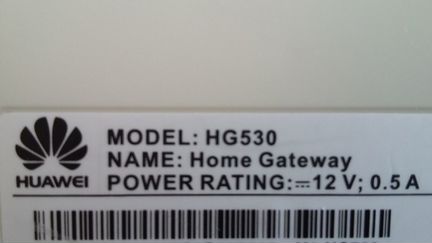 MODEL: HG530
NAME: Home Gateway
HUAWEI
POWER RATING:⎓12 V; 0.5 A